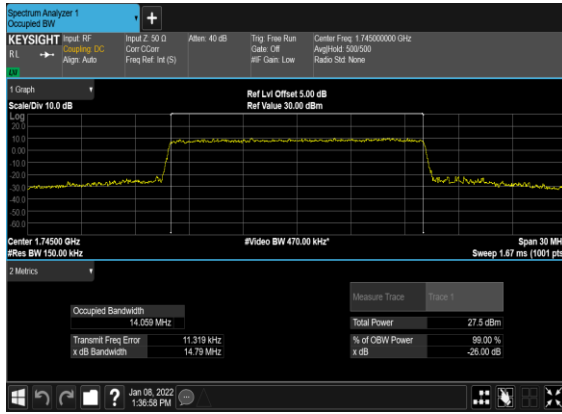 Spectrum Analyzer 1
Occupied BW
+
KEYSIGHT
RL
Input: RF
Coupling: DC
Align: Auto
Input Z: 50 Ω
Corr CCorr
Freq Ref: Int (S)
Atten: 40 dB
Trig: Free Run
Gate: Off
#IF Gain: Low
Center Freq: 1.745000000 GHz
Avg|Hold: 500/500
Radio Std: None
1 Graph
Scale/Div 10.0 dB
Ref Lvl Offset 5.00 dB
Ref Value 30.00 dBm
Log
20.0
10.0
0.00
-10.0
-20.0
-30.0
-40.0
-50.0
-60.0
Center 1.74500 GHz
#Res BW 150.00 kHz
#Video BW 470.00 kHz*
Span 30 MH
Sweep 1.67 ms (1001 pts
2 Metrics
Measure Trace
Trace 1
Occupied Bandwidth
14.059 MHz
Total Power
27.5 dBm
Transmit Freq Error
11.319 kHz
% of OBW Power
99.00 %
x dB Bandwidth
14.79 MHz
x dB
-26.00 dB
?
Jan 08, 2022
1:36:58 PM